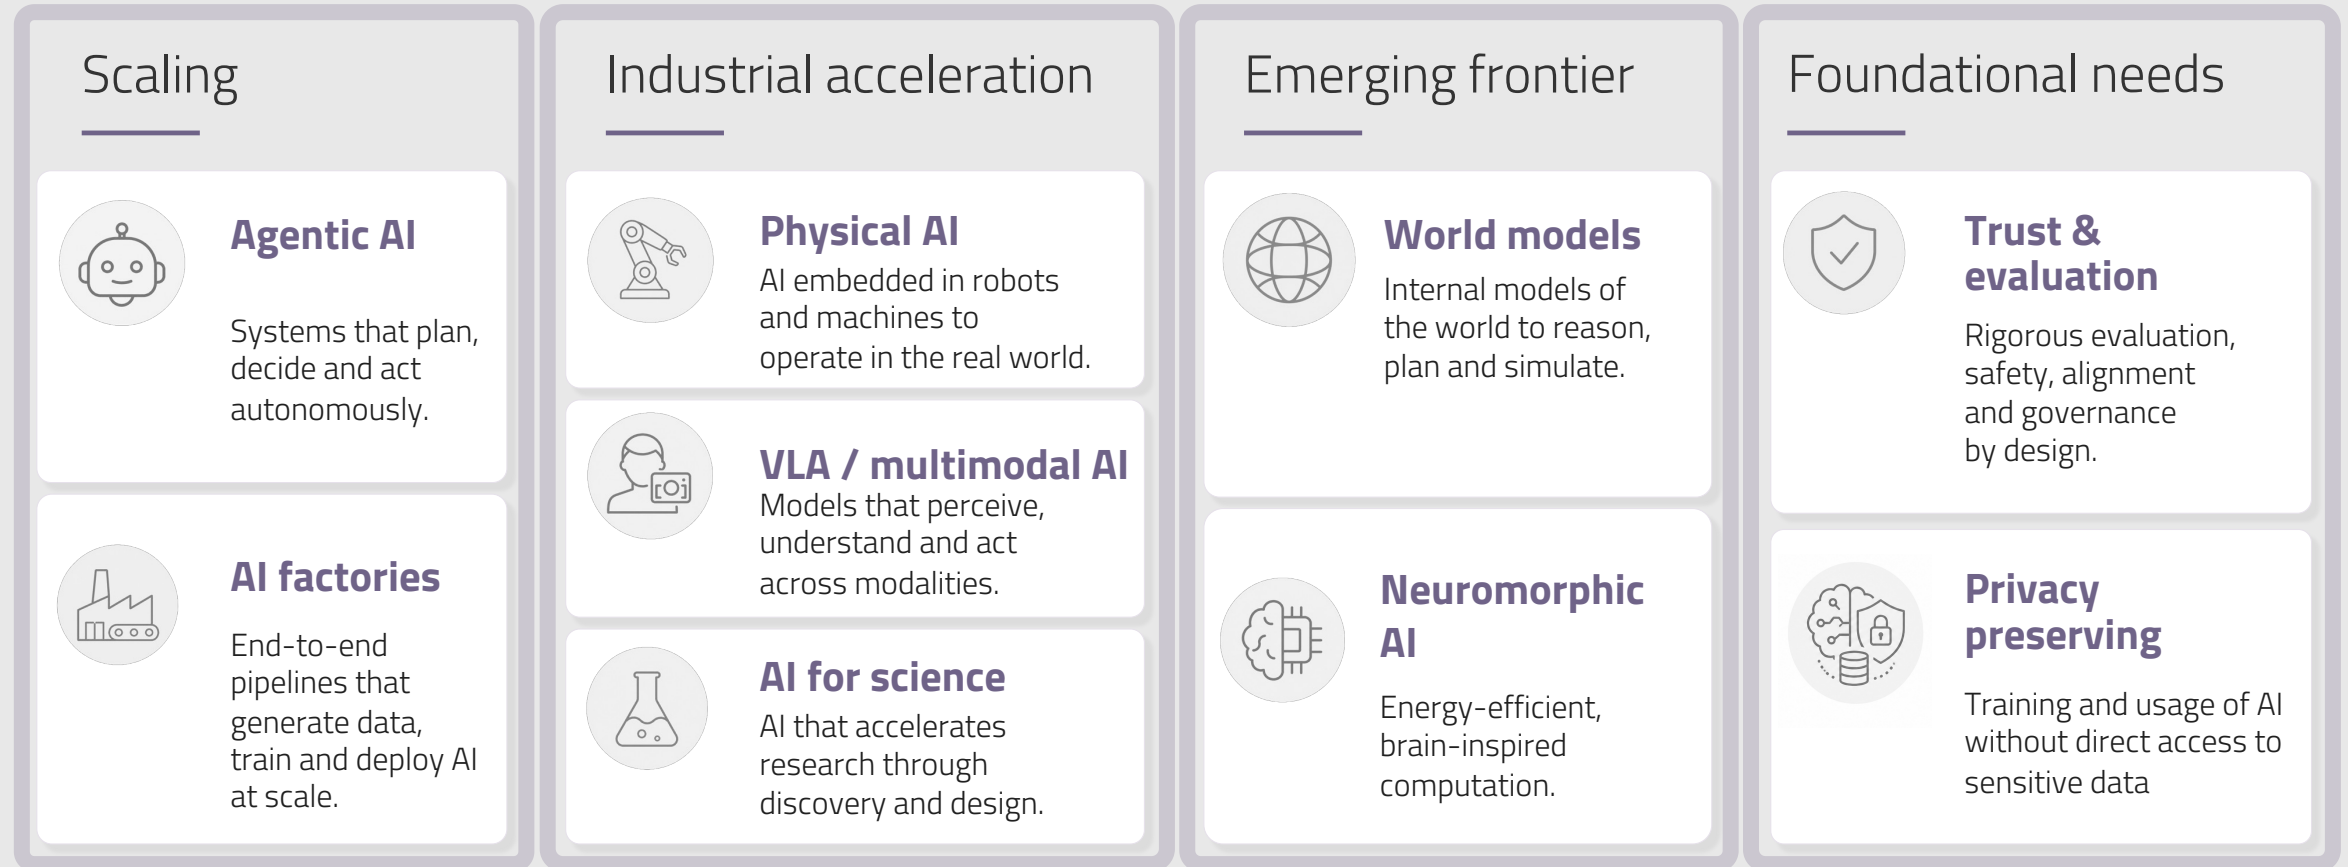 Scaling
Agentic AI
Systems that plan,
decide and act
autonomously.
AI factories
End-to-end
pipelines that
generate data,
train and deploy AI
at scale.
Industrial acceleration
Physical AI
AI embedded in robots
and machines to
operate in the real world.
VLA / multimodal AI
Models that perceive,
understand and act
across modalities.
AI for science
AI that accelerates
research through
discovery and design.
Emerging frontier
World models
Internal models of
the world to reason,
plan and simulate.
Neuromorphic
AI
Energy-efficient,
brain-inspired
computation.
Foundational needs
Trust &
evaluation
Rigorous evaluation,
safety, alignment
and governance
by design.
Privacy
preserving
Training and usage of AI
without direct access to
sensitive data